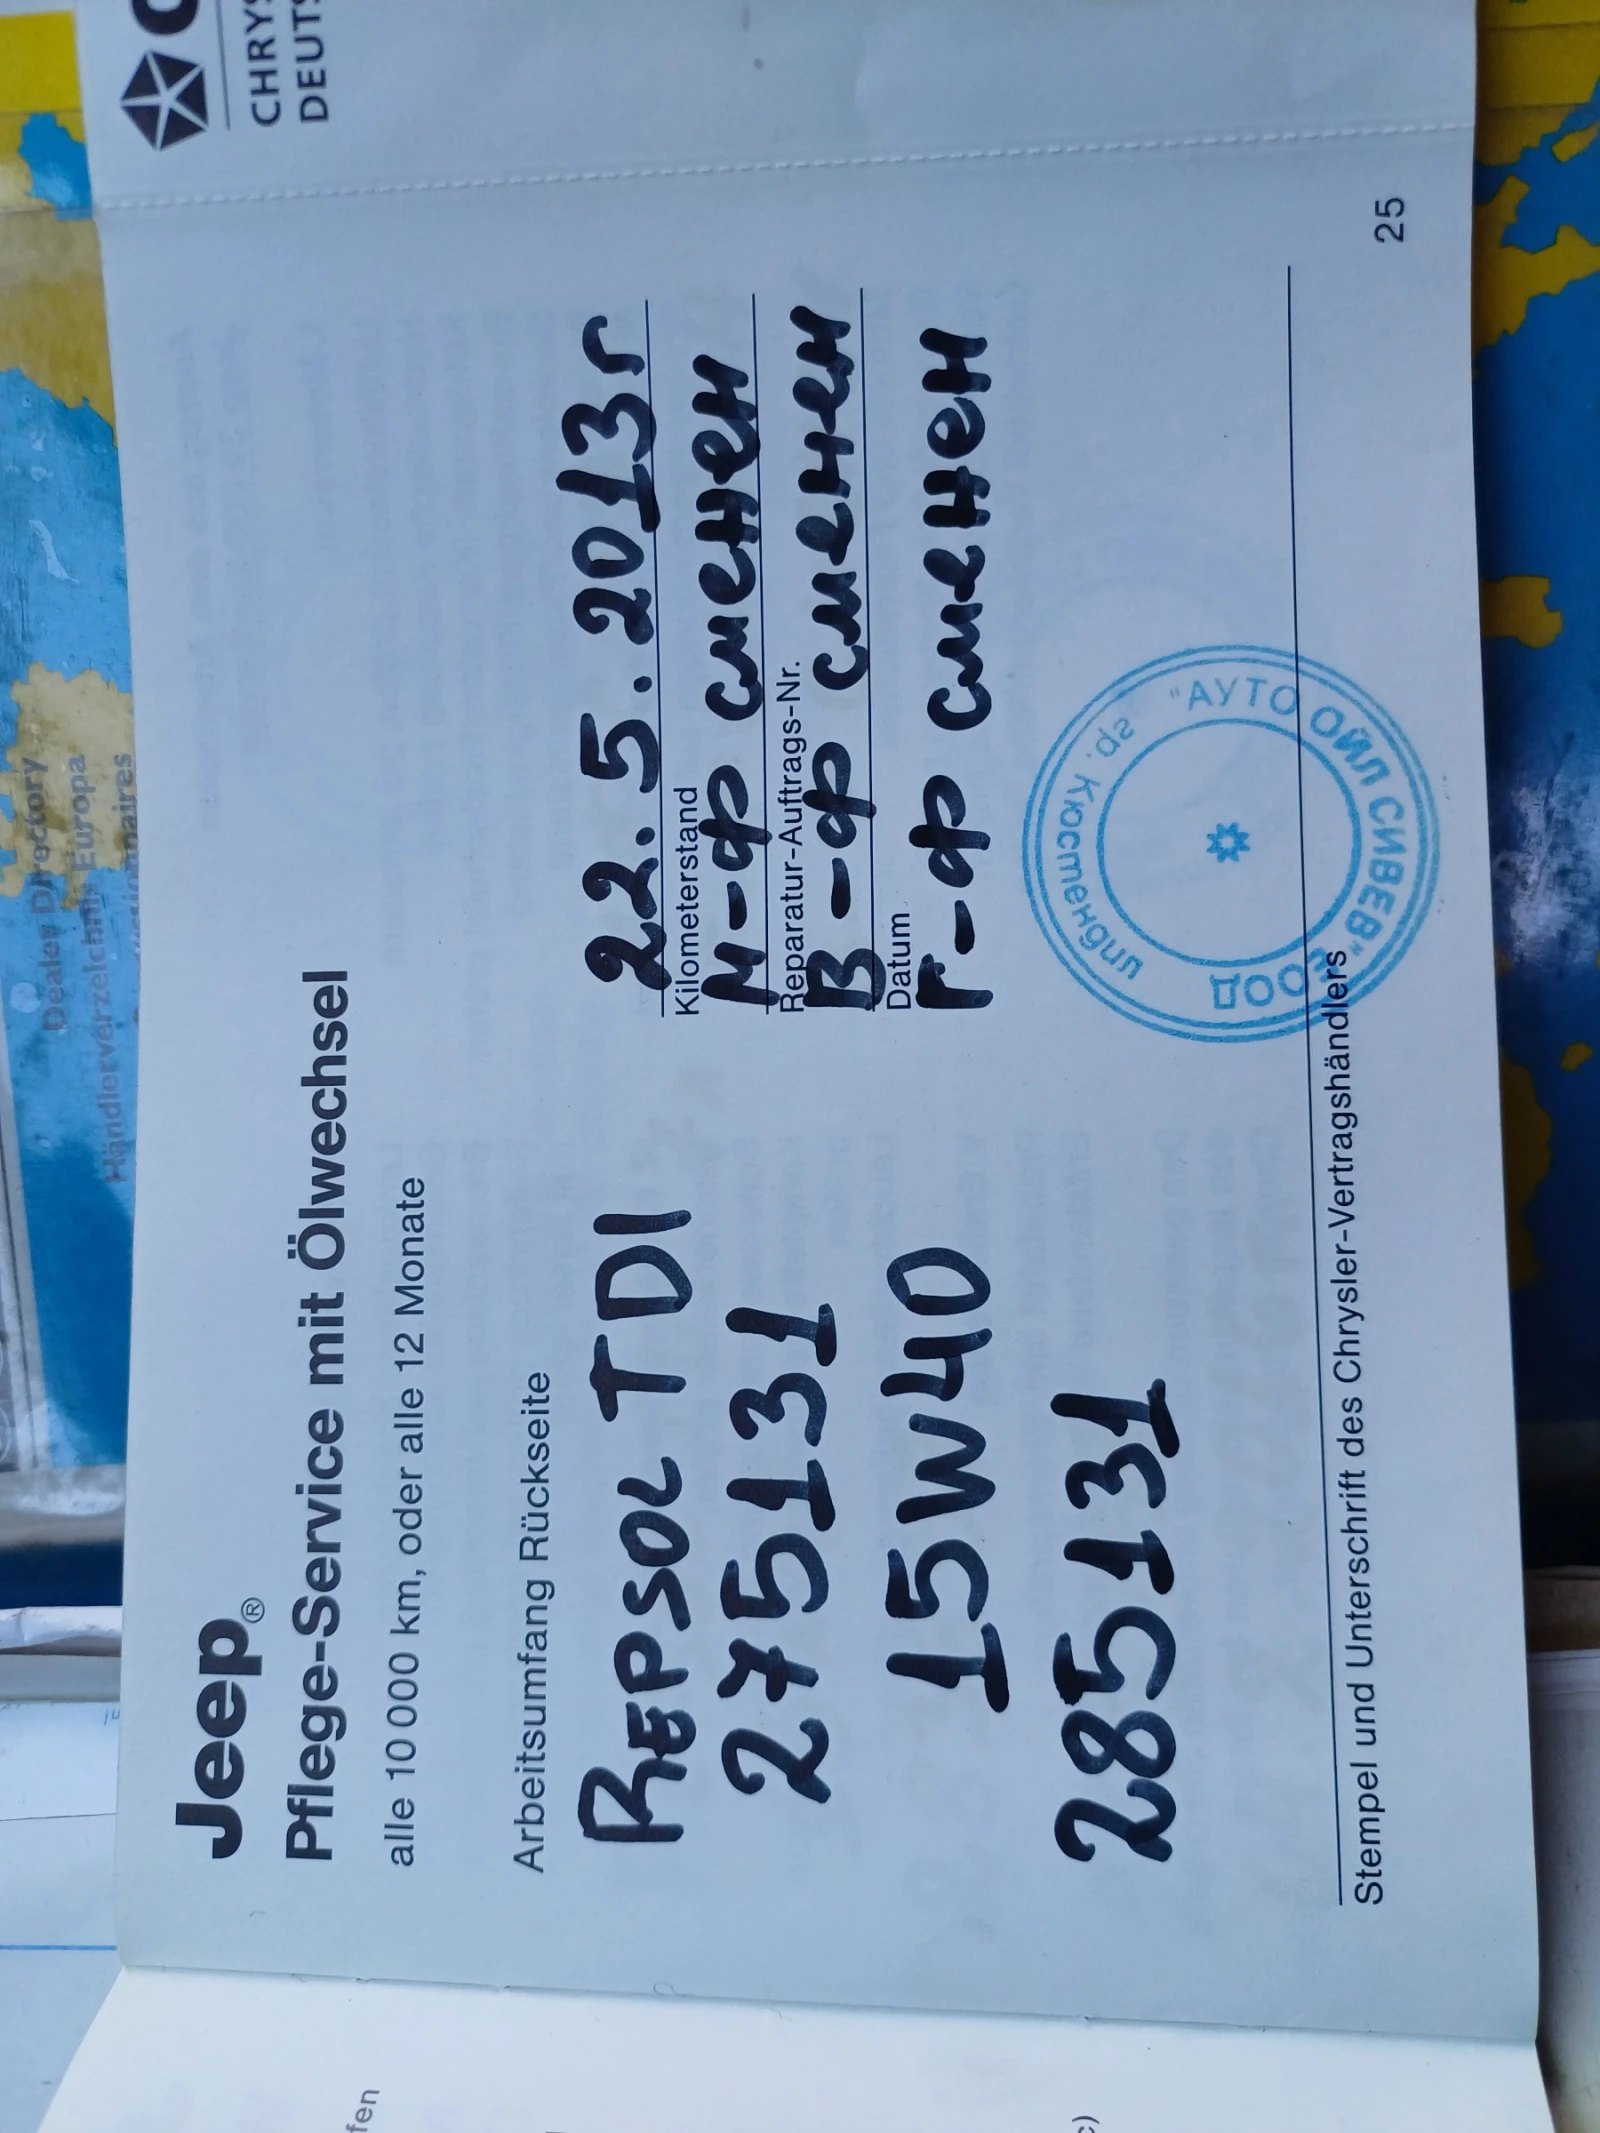 CHRYS
DEUTS
Dealer Directory
Händlerverzeichnis Europa
Jeep®
Pflege-Service mit Ölwechsel
alle 10 000 km, oder alle 12 Monate
Arbeitsumfang Rückseite
REPSOL TDI
275131
15W40
285131
22.5.2013г
Kilometerstand
М-ф сменен
Reparatur-Auftrags-Nr.
В-ф сменен
Datum
Г-ф сменен
"АУТО ОЙЛ СИВЕВ" ООД
гр. Кюстендил
Stempel und Unterschrift des Chrysler-Vertragshändlers
25
fen